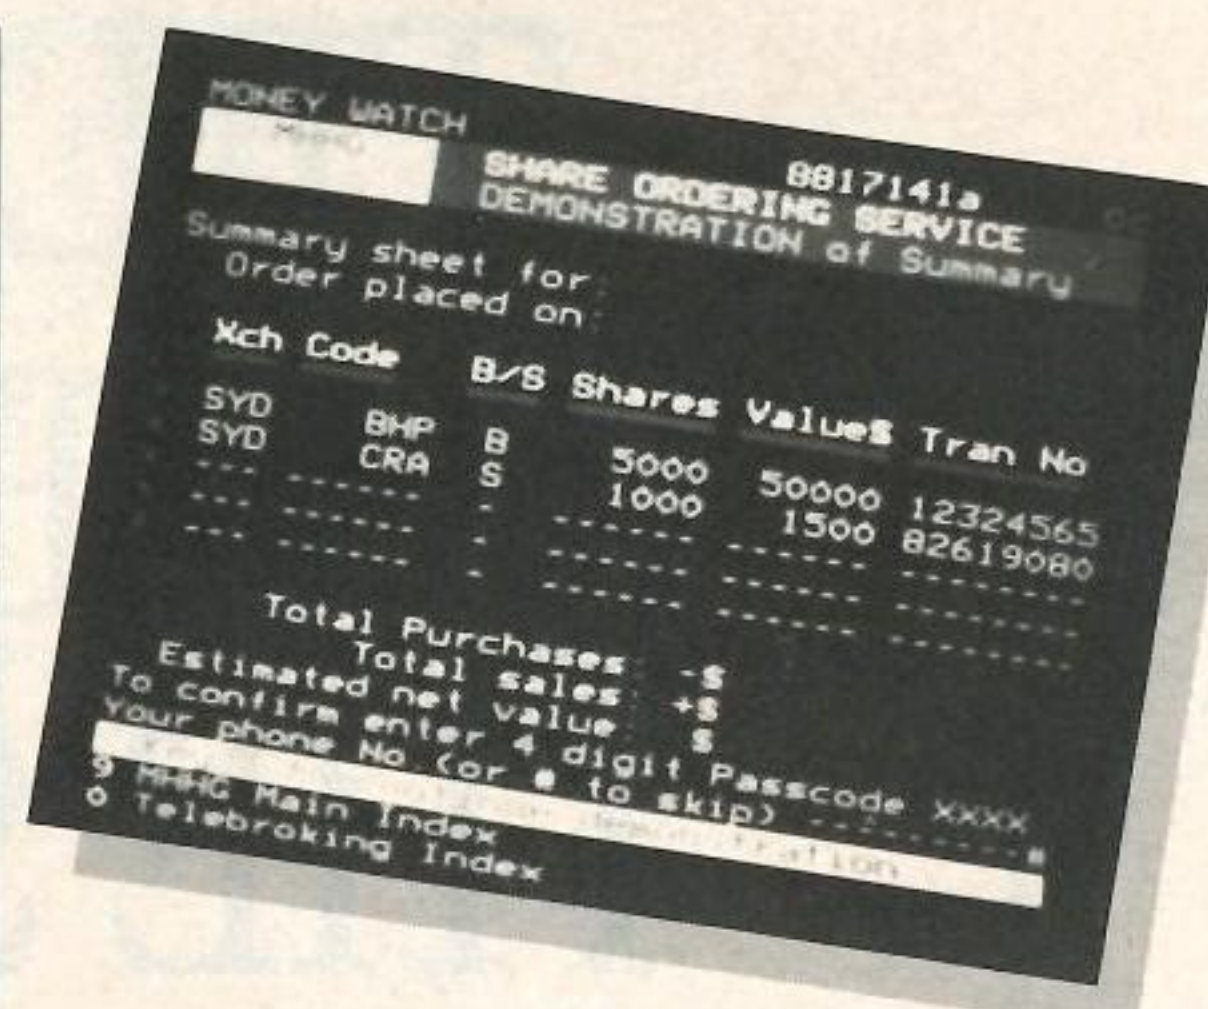 MONEY WATCH
MHHG
8817141a
SHARE ORDERING SERVICE
DEMONSTRATION of Summary
Summary sheet for:
Order placed on:
Xch Code B/S Shares Value$ Tran No
SYD BHP B 5000 50000 12324565
SYD CRA S 1000 1500 82619080
--- ------ - ------ ------ --------
--- ------ - ------ ------ --------
--- ------ - ------ ------ --------
Total Purchases: -$
Total sales: +$
Estimated net value: $
To confirm enter 4 digit Passcode XXXX
Your phone No.(or # to skip) ----------#
demonstration
9 MHHG Main Index
0 Telebroking Index